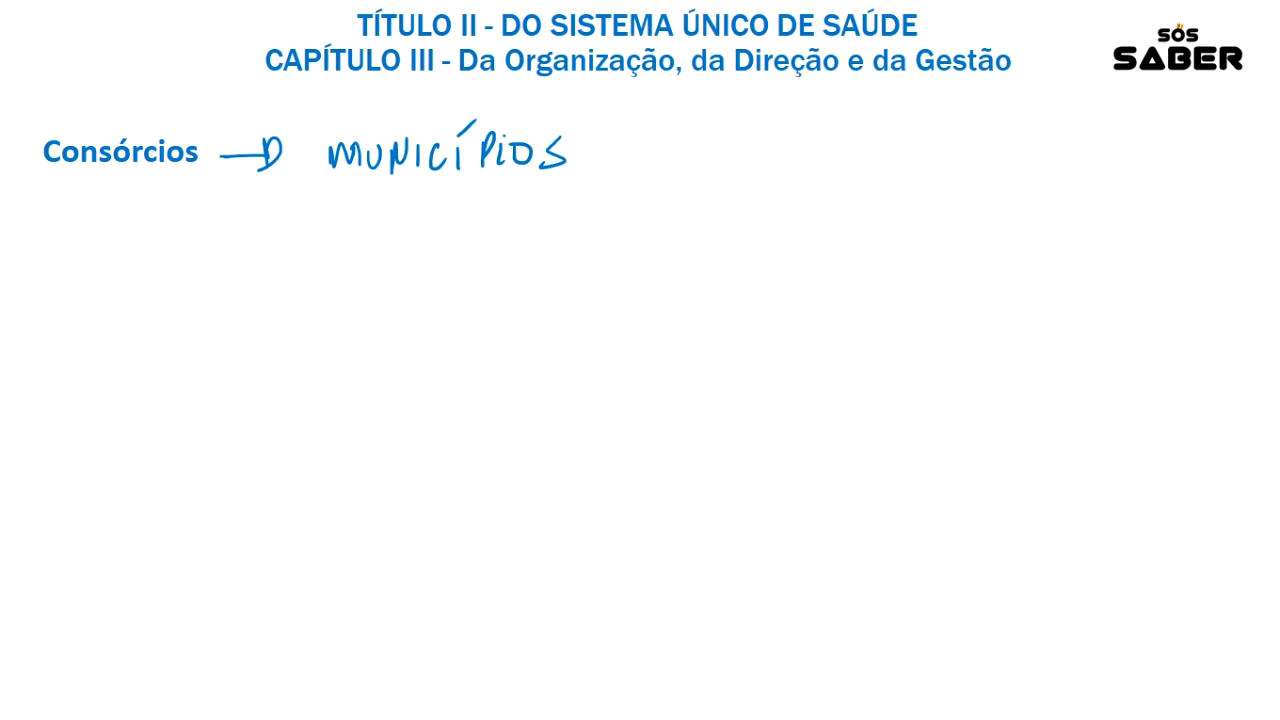 TÍTULO II - DO SISTEMA ÚNICO DE SAÚDE
CAPÍTULO III - Da Organização, da Direção e da Gestão
SÓS
SABER
Consórcios → MUNICÍPIOS